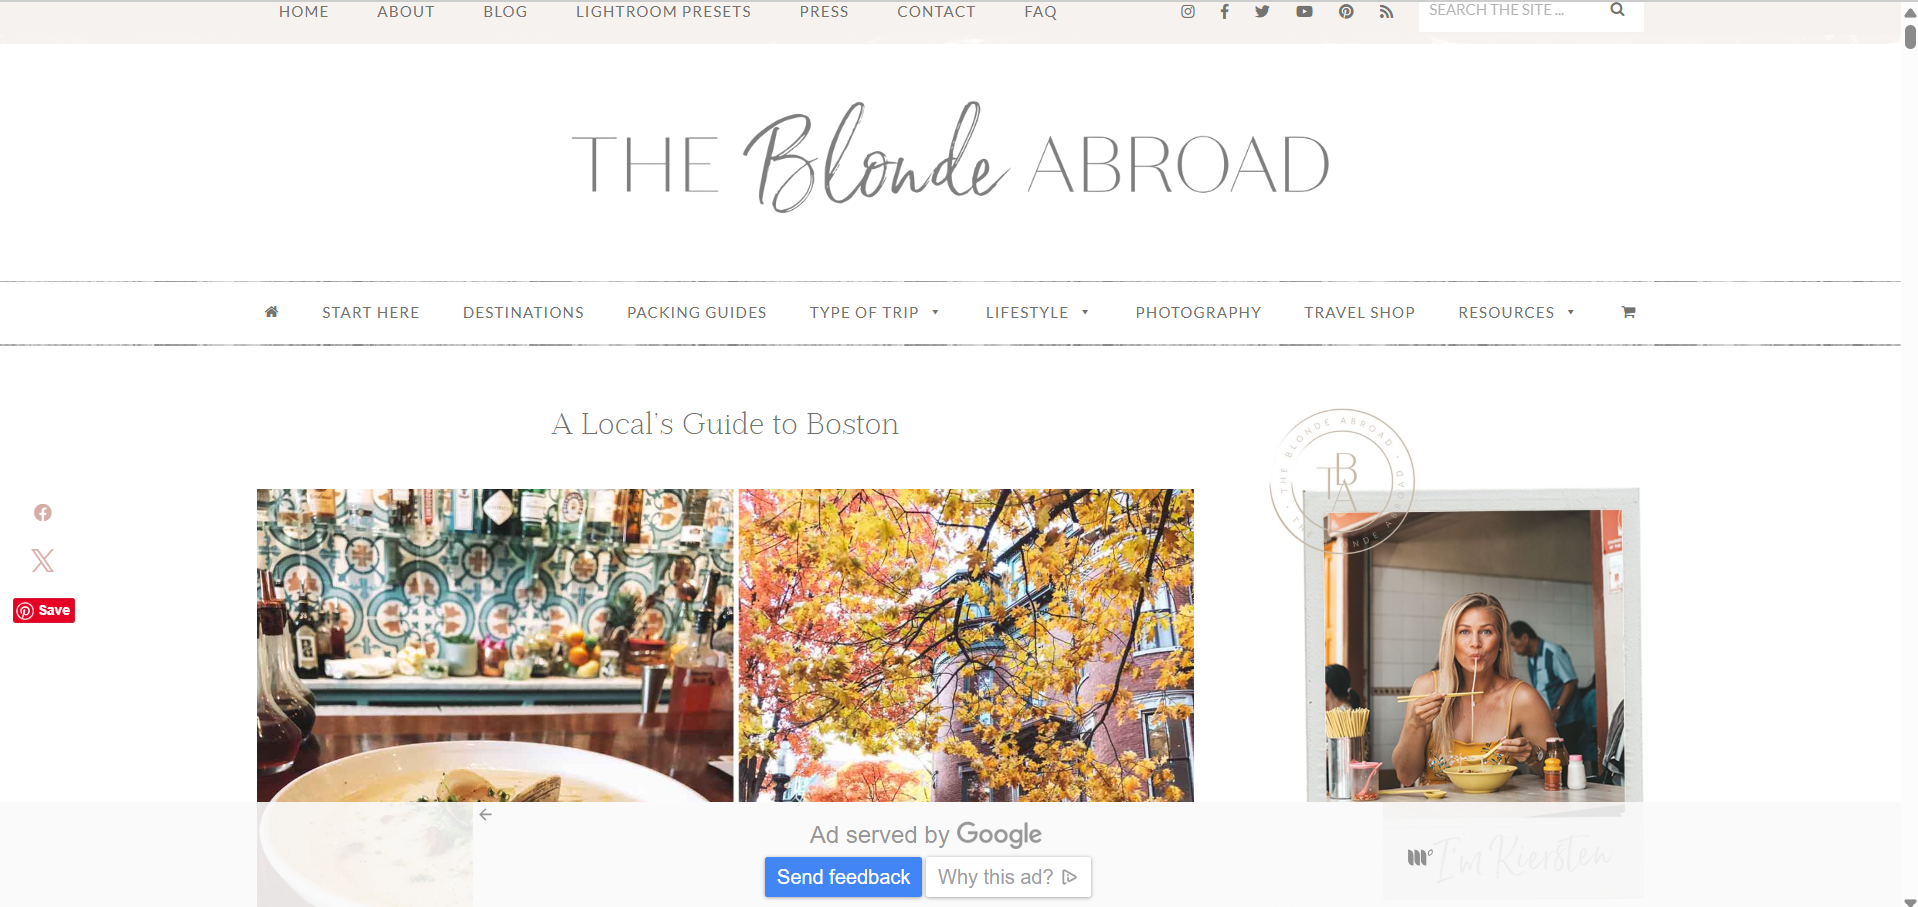 HOME ABOUT BLOG LIGHTROOM PRESETS PRESS CONTACT FAQ SEARCH THE SITE ...
THE Blonde ABROAD
START HERE DESTINATIONS PACKING GUIDES TYPE OF TRIP LIFESTYLE PHOTOGRAPHY TRAVEL SHOP RESOURCES
A Local's Guide to Boston
THE BLONDE ABROAD
TBA
Save
Ad served by Google
Send feedback Why this ad?
I'm Kiersten